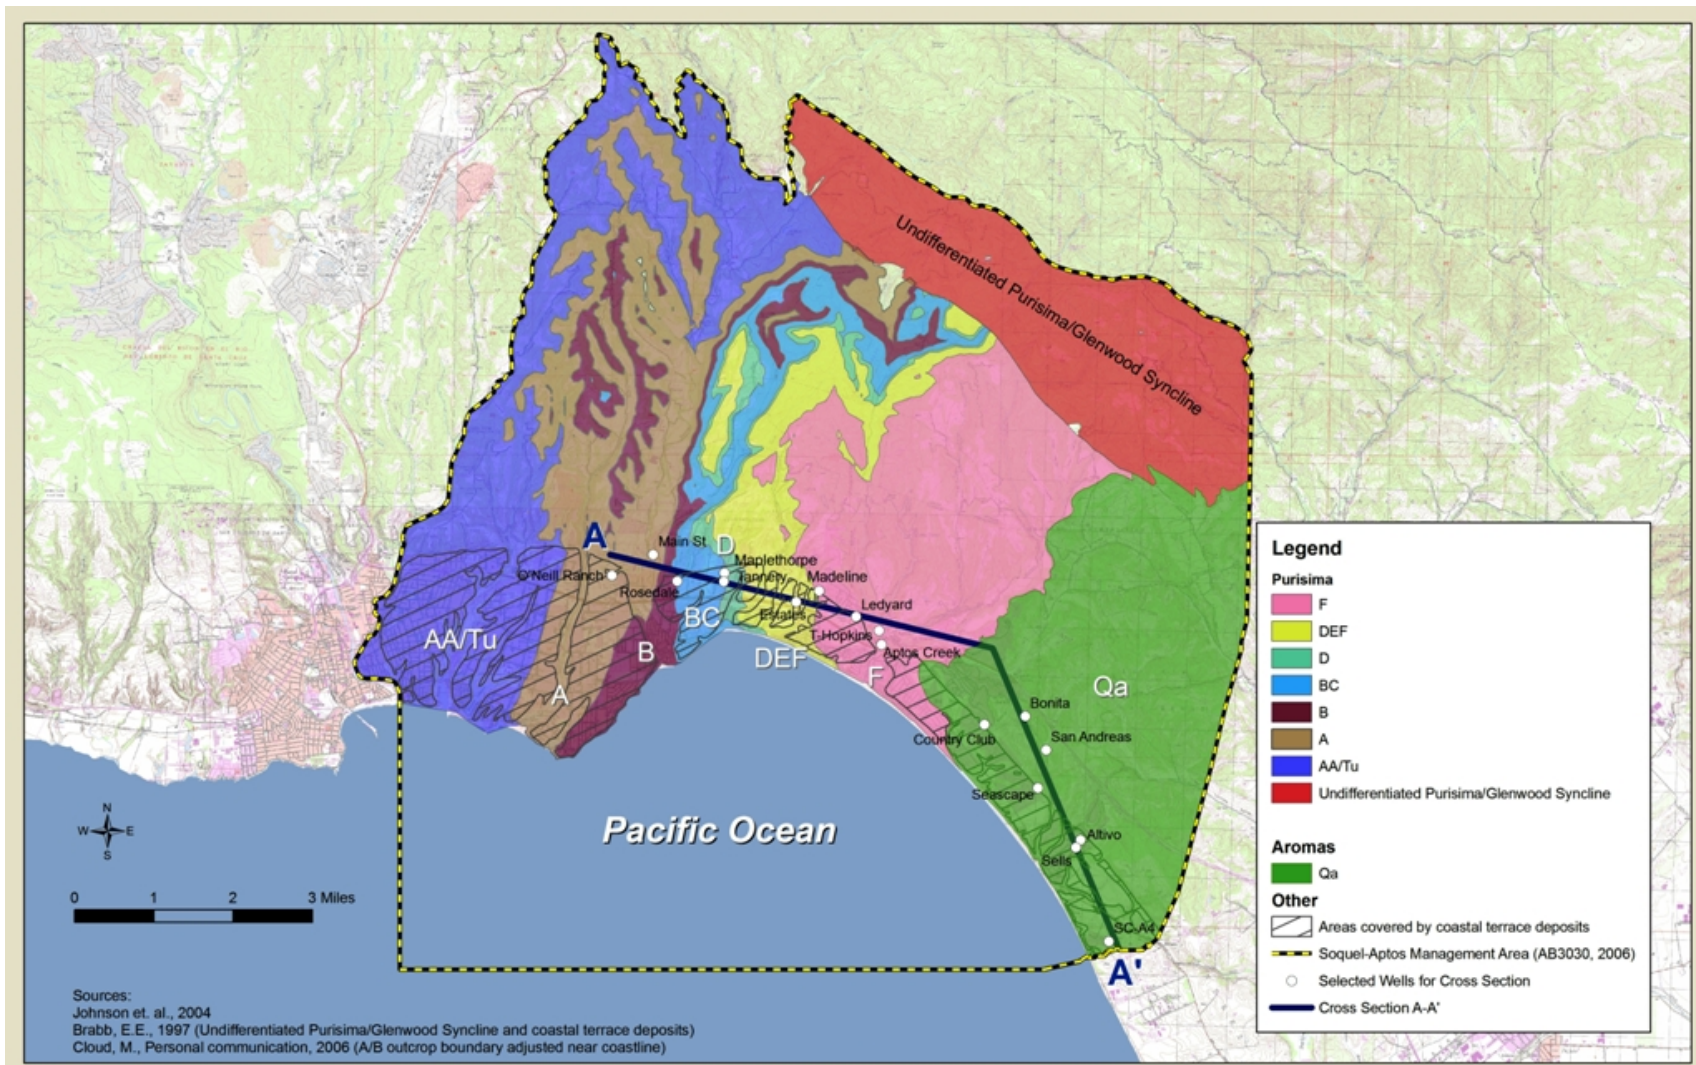 Undifferentiated Purisima/Glenwood Syncline
A
Main St
D
Maplethorpe
O'Neill Ranch
Tannery
Madeline
Rosedale
Estates
Ledyard
BC
T-Hopkins
AA/Tu
B
DEF
Aptos Creek
F
A
Qa
Bonita
Country Club
San Andreas
Seascape
Altivo
Sells
SC-A4
A'
Pacific Ocean
N
W E
S
0 1 2 3 Miles
Sources:
Johnson et. al., 2004
Brabb, E.E., 1997 (Undifferentiated Purisima/Glenwood Syncline and coastal terrace deposits)
Cloud, M., Personal communication, 2006 (A/B outcrop boundary adjusted near coastline)
Legend
Purisima
F
DEF
D
BC
B
A
AA/Tu
Undifferentiated Purisima/Glenwood Syncline
Aromas
Qa
Other
Areas covered by coastal terrace deposits
Soquel-Aptos Management Area (AB3030, 2006)
Selected Wells for Cross Section
Cross Section A-A'